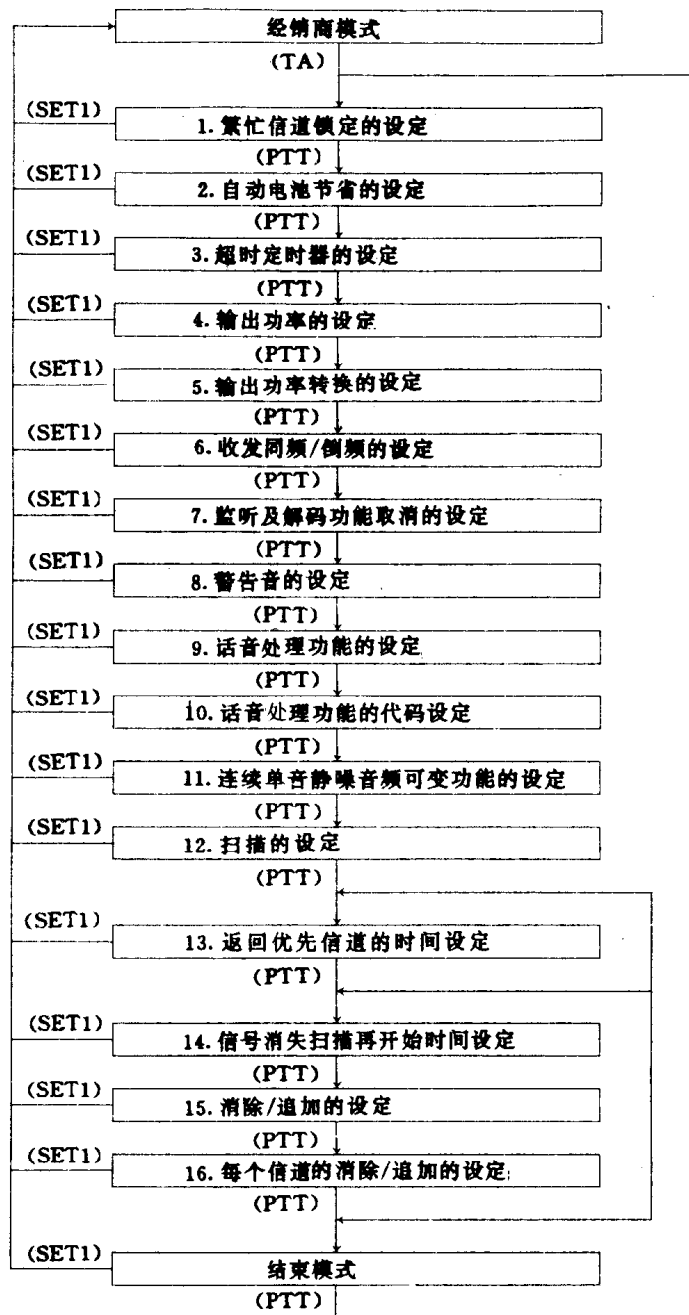 经销商模式
(TA)
(SET1)
1.繁忙信道锁定的设定
(PTT)
(SET1)
2.自动电池节省的设定
(PTT)
(SET1)
3.超时定时器的设定
(PTT)
(SET1)
4.输出功率的设定
(PTT)
(SET1)
5.输出功率转换的设定
(PTT)
(SET1)
6.收发同频/倒频的设定
(PTT)
(SET1)
7.监听及解码功能取消的设定
(PTT)
(SET1)
8.警告音的设定
(PTT)
(SET1)
9.话音处理功能的设定
(PTT)
(SET1)
10.话音处理功能的代码设定
(PTT)
(SET1)
11.连续单音静噪音频可变功能的设定
(PTT)
(SET1)
12.扫描的设定
(PTT)
(SET1)
13.返回优先信道的时间设定
(PTT)
(SET1)
14.信号消失扫描再开始时间设定
(PTT)
(SET1)
15.消除/追加的设定
(PTT)
(SET1)
16.每个信道的消除/追加的设定
(PTT)
(SET1)
结束模式
(PTT)